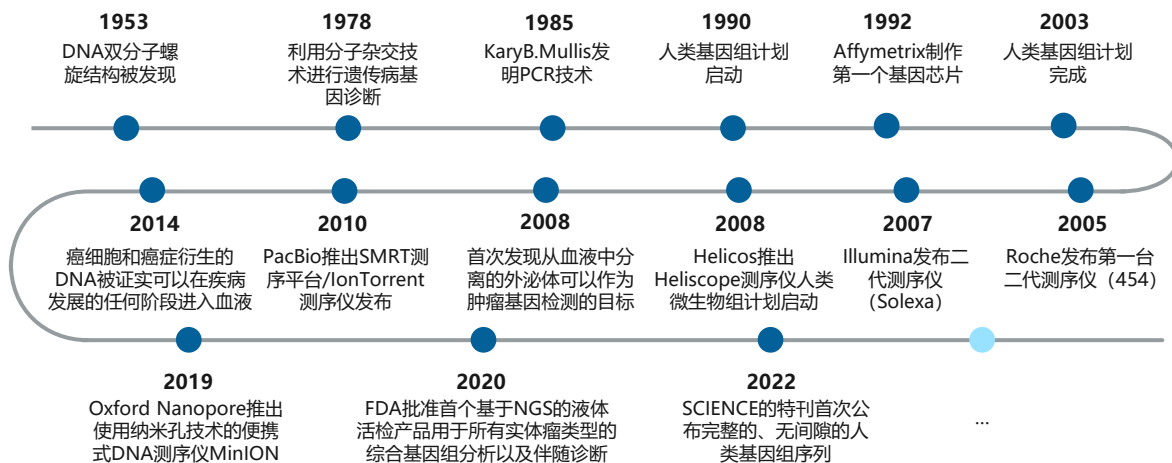 1953
DNA双分子螺
旋结构被发现
1978
利用分子杂交技
术进行遗传病基
因诊断
1985
KaryB.Mullis发
明PCR技术
1990
人类基因组计划
启动
1992
Affymetrix制作
第一个基因芯片
2003
人类基因组计划
完成
2014
癌细胞和癌症衍生的
DNA被证实可以在疾病
发展的任何阶段进入血液
2010
PacBio推出SMRT测
序平台/IonTorrent
测序仪发布
2008
首次发现从血液中分
离的外泌体可以作为
肿瘤基因检测的目标
2008
Helicos推出
Heliscope测序仪人类
微生物组计划启动
2007
Illumina发布二
代测序仪
（Solexa）
2005
Roche发布第一台
二代测序仪（454）
2019
Oxford Nanopore推出
使用纳米孔技术的便携
式DNA测序仪MinION
2020
FDA批准首个基于NGS的液体
活检产品用于所有实体瘤类型的
综合基因组分析以及伴随诊断
2022
SCIENCE的特刊首次公
布完整的、无间隙的人
类基因组序列
...